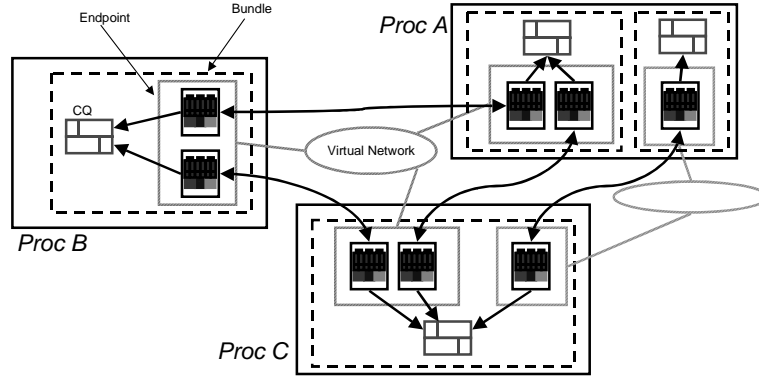 Endpoint
Bundle
Proc A
CQ
Virtual Network
Proc B
Proc C